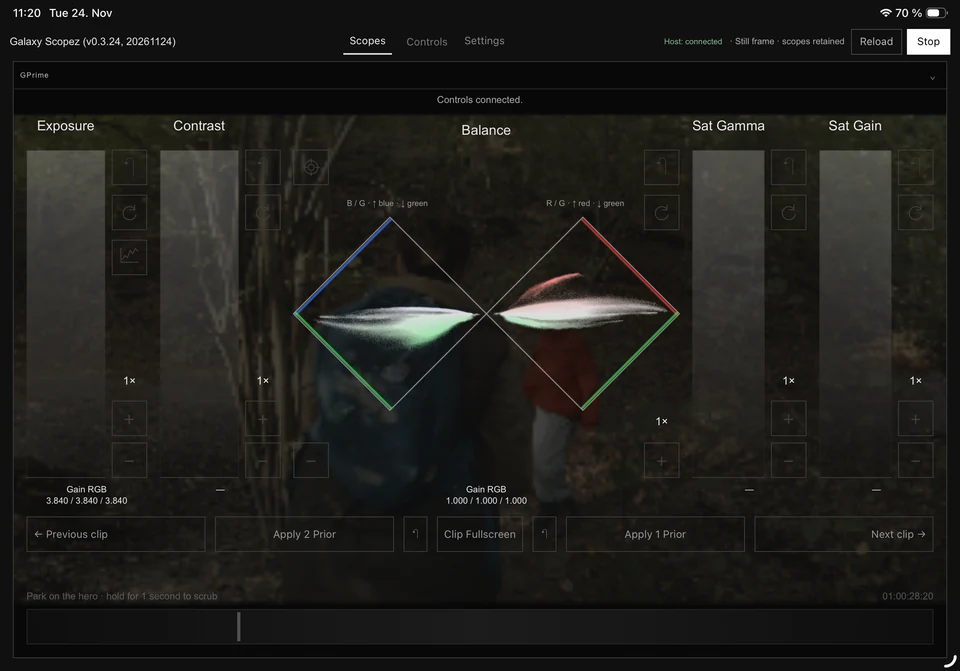 11:20 Tue 24. Nov
70 %
Galaxy Scopez (v0.3.24, 20261124)
Scopes
Controls
Settings
Host: connected · Still frame · scopes retained
Reload
Stop
GPrime
Controls connected.
Exposure
Contrast
Balance
Sat Gamma
Sat Gain
B / G · ↑ blue · ↓ green
R / G · ↑ red · ↓ green
1×
1×
1×
1×
1×
Gain RGB
3.840 / 3.840 / 3.840
—
Gain RGB
1.000 / 1.000 / 1.000
—
—
← Previous clip
Apply 2 Prior
Clip Fullscreen
Apply 1 Prior
Next clip →
Park on the hero · hold for 1 second to scrub
01:00:28:20